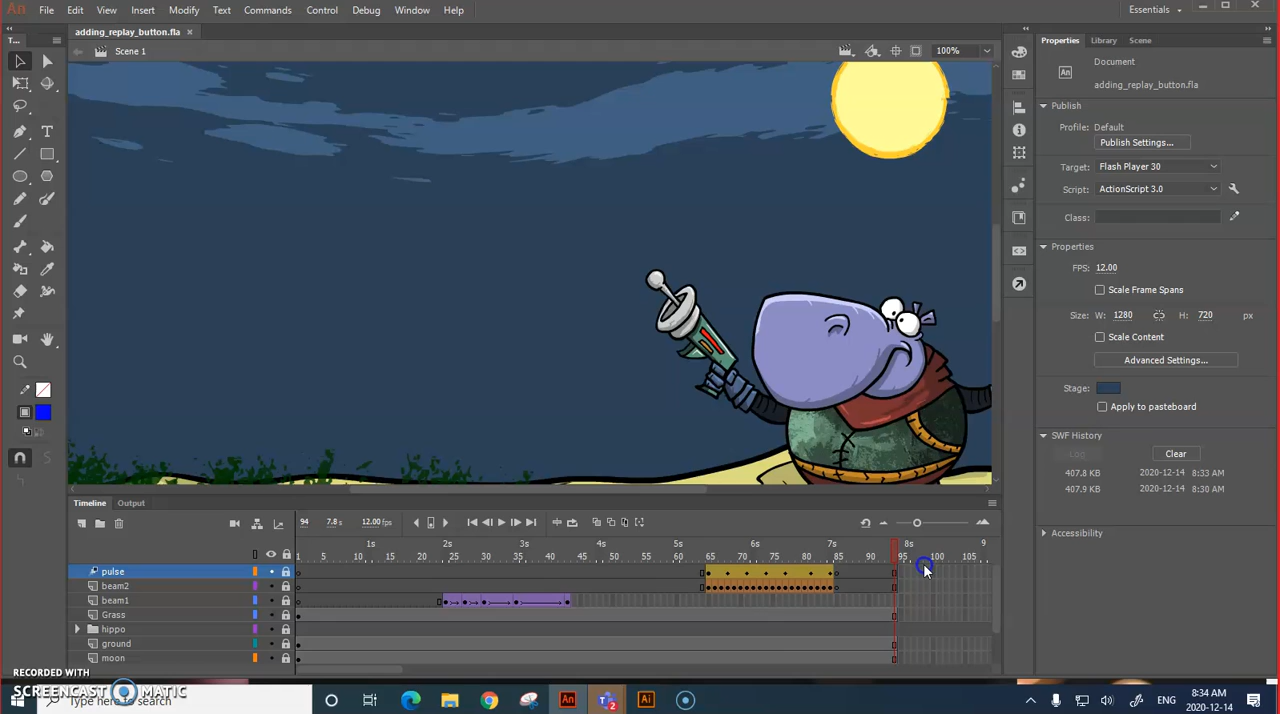 An File Edit View Insert Modify Text Commands Control Debug Window Help Essentials
adding_replay_button.fla ×
Scene 1 100%
T...
Properties Library Scene
An Document
adding_replay_button.fla
Publish
Profile: Default
Publish Settings...
Target: Flash Player 30
Script: ActionScript 3.0
Class:
Properties
FPS: 12.00
Scale Frame Spans
Size: W: 1280 H: 720 px
Scale Content
Advanced Settings...
Stage:
Apply to pasteboard
SWF History
Log Clear
407.8 KB 2020-12-14 8:33 AM
407.9 KB 2020-12-14 8:30 AM
Accessibility
Timeline Output
94 7.8 s 12.00 fps
1s 2s 3s 4s 5s 6s 7s 8s 9
1 5 10 15 20 25 30 35 40 45 50 55 60 65 70 75 80 85 90 95 100 105
pulse
beam2
beam1
Grass
hippo
ground
moon
RECORDED WITH
SCREENCAST MATIC
Type here to search
An 2 Ai ENG 8:34 AM
2020-12-14